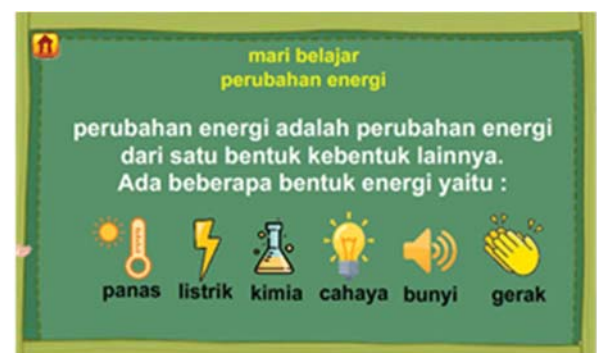 mari belajar
perubahan energi
perubahan energi adalah perubahan energi
dari satu bentuk kebentuk lainnya.
Ada beberapa bentuk energi yaitu :
panas listrik kimia cahaya bunyi gerak